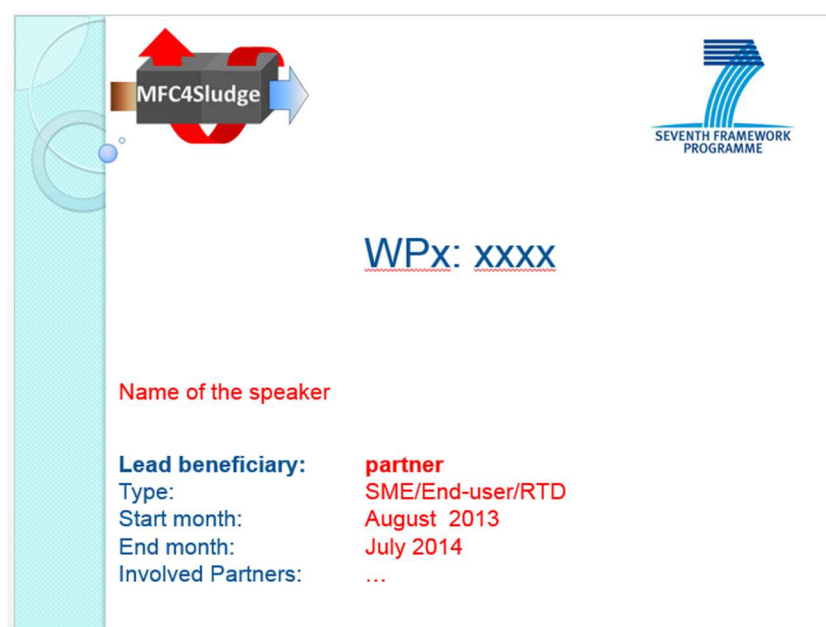 MFC4Sludge
SEVENTH FRAMEWORK
PROGRAMME
WPx: xxxx
Name of the speaker
Lead beneficiary: partner
Type: SME/End-user/RTD
Start month: August 2013
End month: July 2014
Involved Partners: …